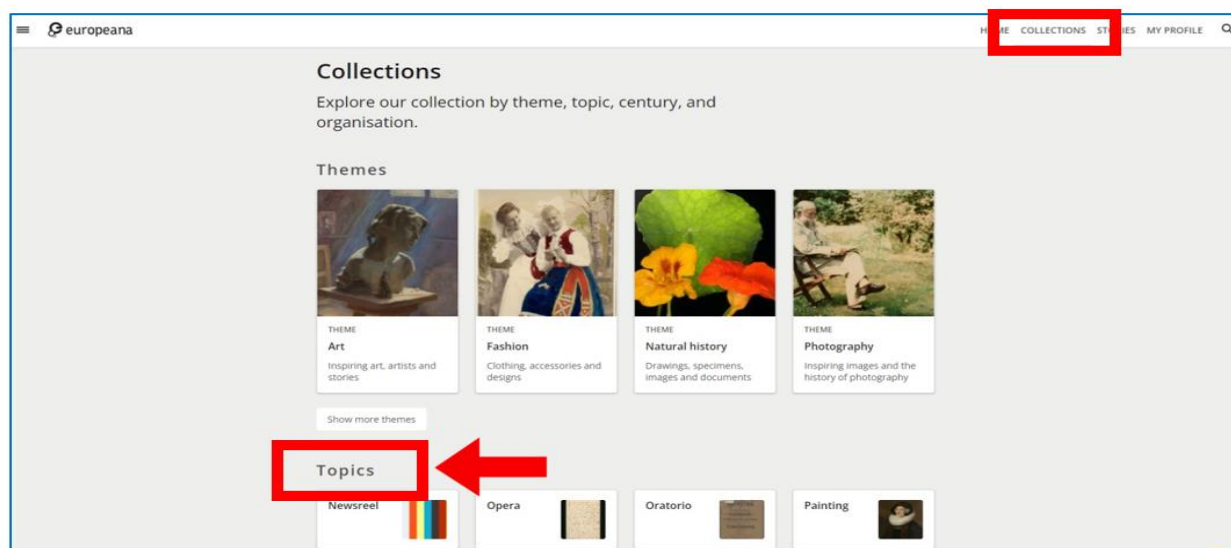 europeana
HOME COLLECTIONS STORIES MY PROFILE
Collections
Explore our collection by theme, topic, century, and
organisation.
Themes
THEME
Art
Inspiring art, artists and
stories
THEME
Fashion
Clothing, accessories and
designs
THEME
Natural history
Drawings, specimens,
images and documents
THEME
Photography
Inspiring images and the
history of photography
Show more themes
Topics
Newsreel
Opera
Oratorio
Painting